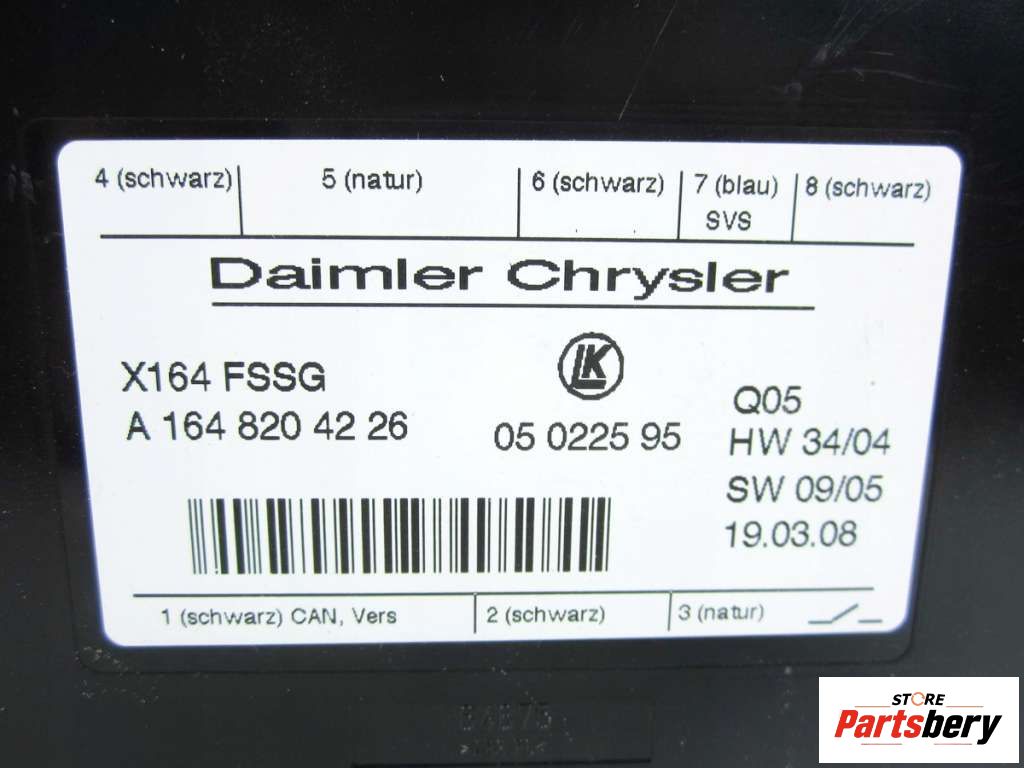 4 (schwarz) 5 (natur) 6 (schwarz) 7 (blau) 8 (schwarz)
SVS
Daimler Chrysler
LK
X164 FSSG
A 164 820 42 26
05 0225 95
Q05
HW 34/04
SW 09/05
19.03.08
1 (schwarz) CAN, Vers 2 (schwarz) 3 (natur)
STORE
Partsbery